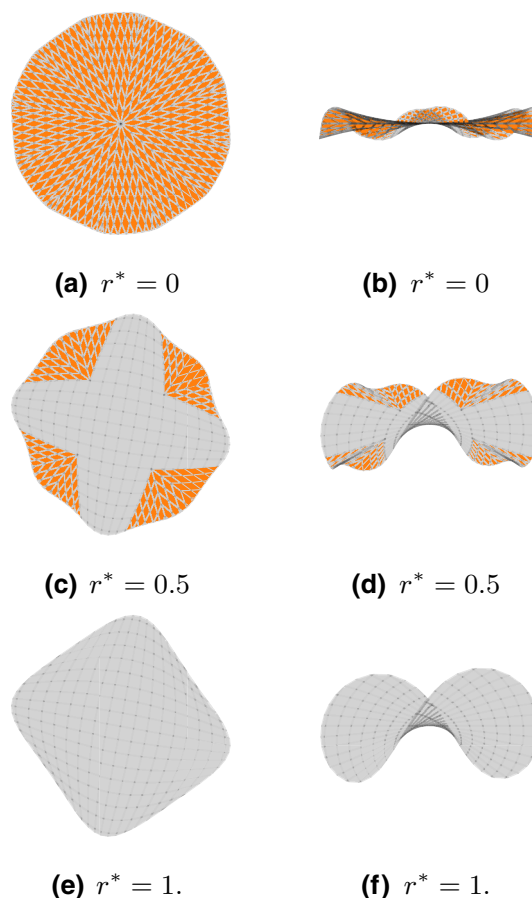 (a) r* = 0
(b) r* = 0
(c) r* = 0.5
(d) r* = 0.5
(e) r* = 1.
(f) r* = 1.